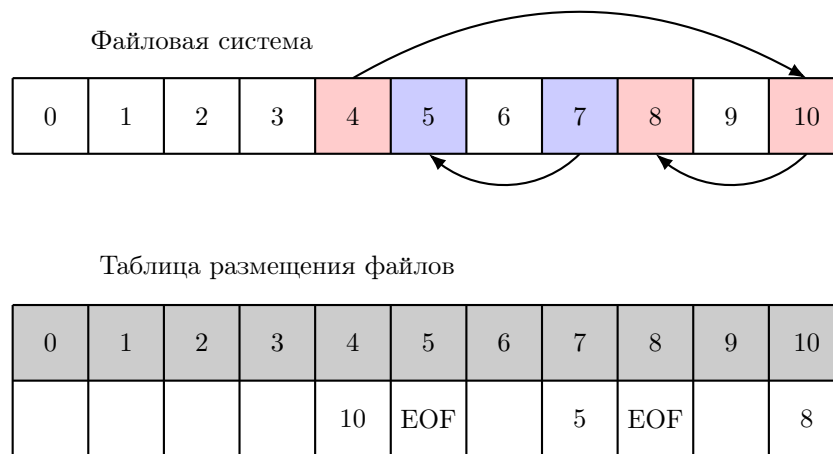 Файловая система
0 1 2 3 4 5 6 7 8 9 10
Таблица размещения файлов
0 1 2 3 4 5 6 7 8 9 10
10 EOF 5 EOF 8